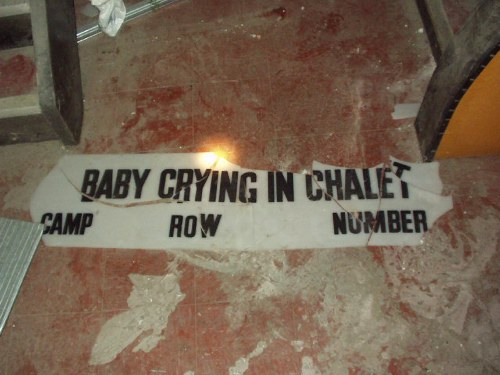 BABY CRYING IN CHALET
CAMP ROW NUMBER